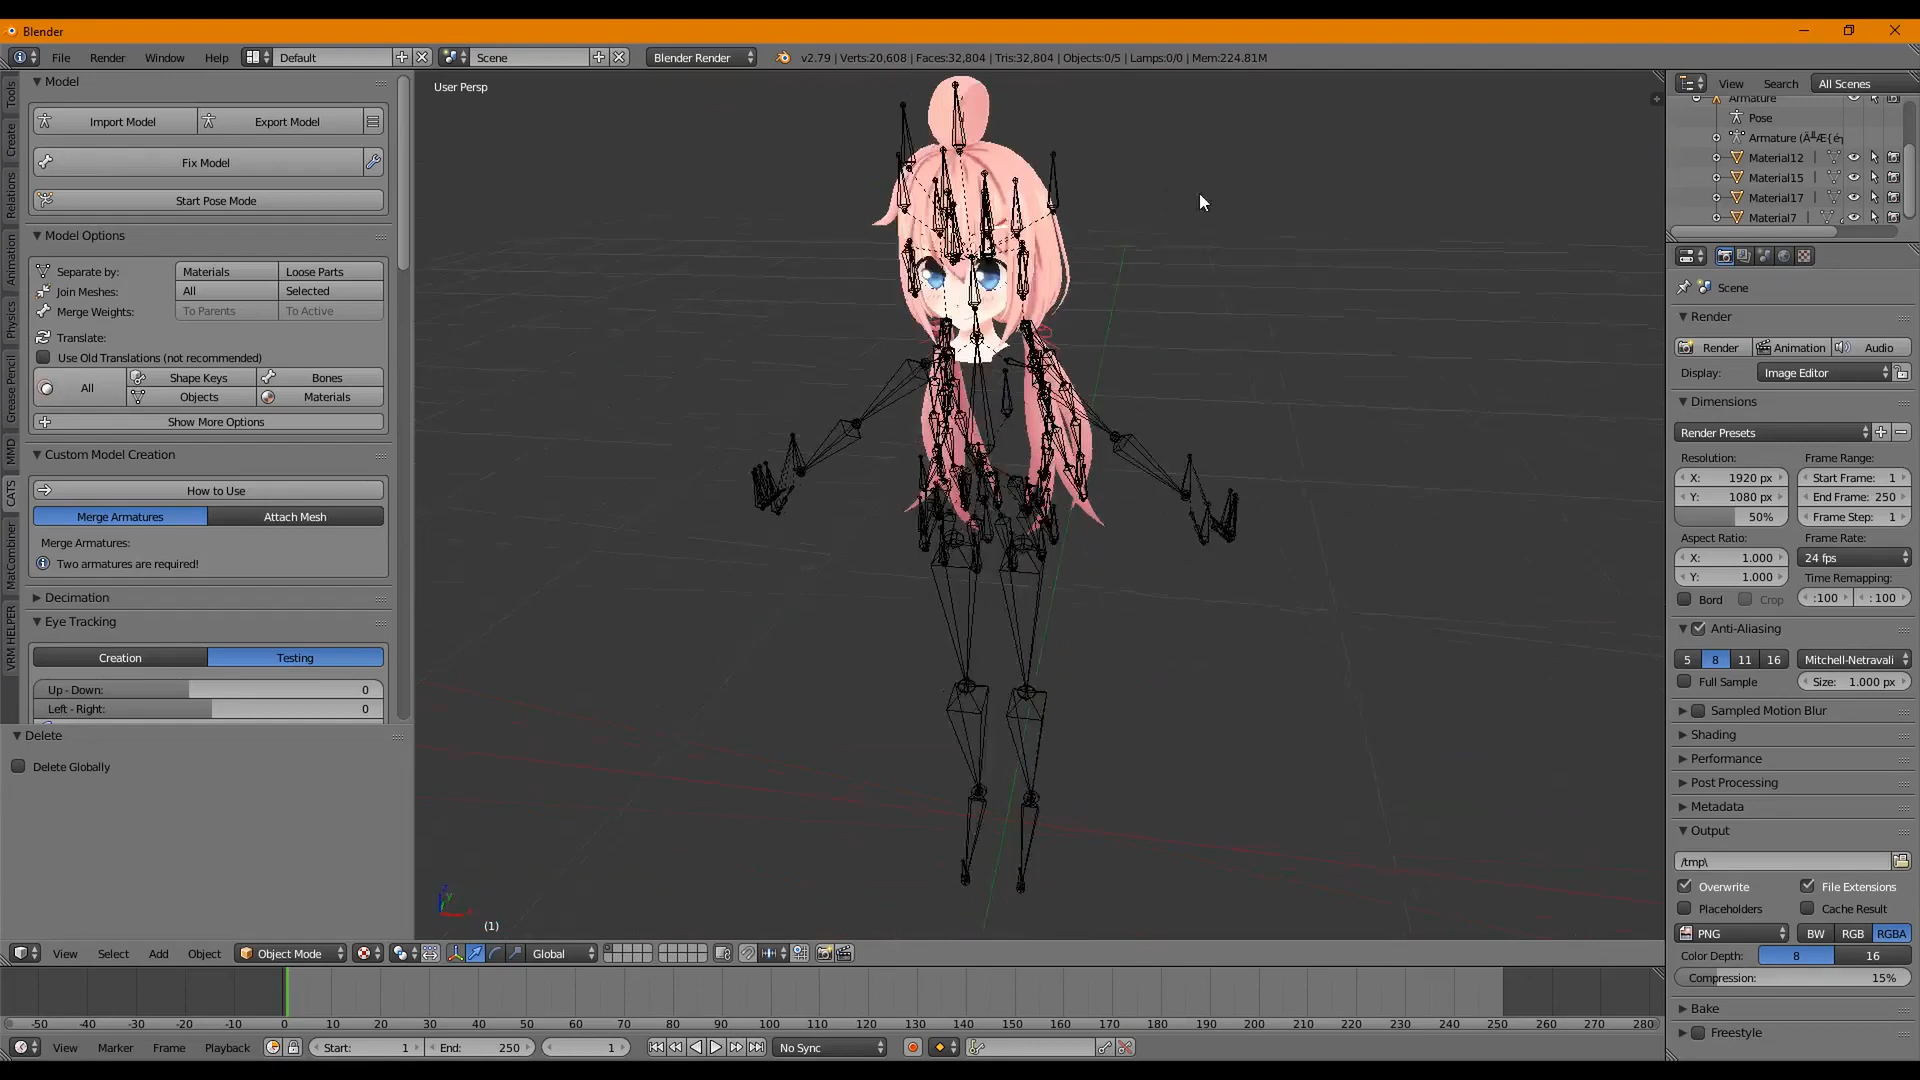 Blender
File Render Window Help Default Scene Blender Render v2.79 | Verts:20,608 | Faces:32,804 | Tris:32,804 | Objects:0/5 | Lamps:0/0 | Mem:224.81M
Tools
Create
Relations
Animation
Physics
Grease Pencil
MMD
CATS
MatCombiner
VRM HELPER
Model
Import Model Export Model
Fix Model
Start Pose Mode
Model Options
Separate by: Materials Loose Parts
Join Meshes: All Selected
Merge Weights: To Parents To Active
Translate:
Use Old Translations (not recommended)
All Shape Keys Bones
Objects Materials
Show More Options
Custom Model Creation
How to Use
Merge Armatures Attach Mesh
Merge Armatures:
Two armatures are required!
Decimation
Eye Tracking
Creation Testing
Up - Down: 0
Left - Right: 0
Delete
Delete Globally
User Persp
(1)
View Select Add Object Object Mode Global
-50 -40 -30 -20 -10 0 10 20 30 40 50 60 70 80 90 100 110 120 130 140 150 160 170 180 190 200 210 220 230 240 250 260 270 280
View Marker Frame Playback Start: 1 End: 250 1 No Sync
View Search All Scenes
Armature
Pose
Armature
Material12
Material15
Material17
Material7
Scene
Render
Render Animation Audio
Display: Image Editor
Dimensions
Render Presets
Resolution: Frame Range:
X: 1920 px Start Frame: 1
Y: 1080 px End Frame: 250
50% Frame Step: 1
Aspect Ratio: Frame Rate:
X: 1.000 24 fps
Y: 1.000 Time Remapping:
Bord Crop :100 : 100
Anti-Aliasing
5 8 11 16 Mitchell-Netravali
Full Sample Size: 1.000 px
Sampled Motion Blur
Shading
Performance
Post Processing
Metadata
Output
/tmp\
Overwrite File Extensions
Placeholders Cache Result
PNG BW RGB RGBA
Color Depth: 8 16
Compression: 15%
Bake
Freestyle